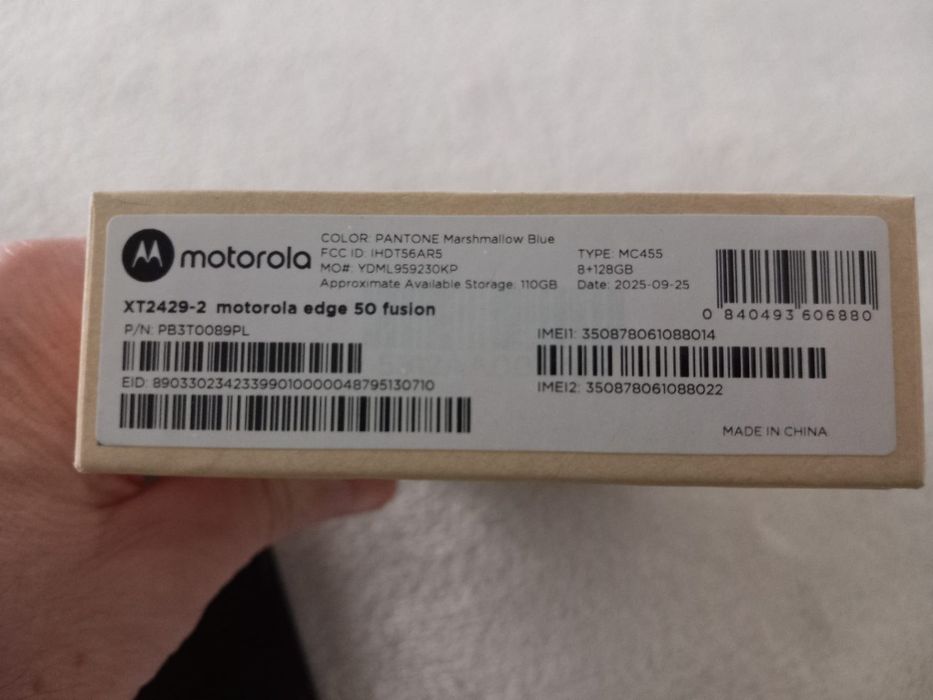 motorola
COLOR: PANTONE Marshmallow Blue
FCC ID: IHDT56AR5
MO#: YDML959230KP
Approximate Available Storage: 110GB
TYPE: MC455
8+128GB
Date: 2025-09-25
0 840493 606880
XT2429-2 motorola edge 50 fusion
P/N: PB3T0089PL
IMEI1: 350878061088014
EID: 89033023423399010000048795130710
IMEI2: 350878061088022
MADE IN CHINA